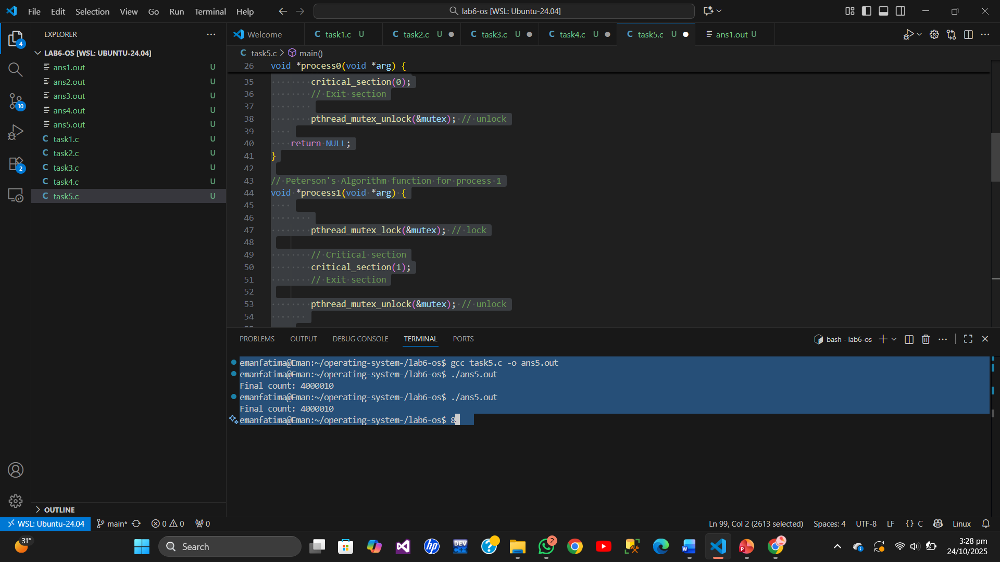 File Edit Selection View Go Run Terminal Help
lab6-os [WSL: Ubuntu-24.04]
EXPLORER
LAB6-OS [WSL: UBUNTU-24.04]
ans1.out U
ans2.out U
ans3.out U
ans4.out U
ans5.out U
task1.c U
task2.c U
task3.c U
task4.c U
task5.c U
OUTLINE
4
10
2
Welcome
C task1.c U
C task2.c U
C task3.c U
C task4.c U
C task5.c U
ans1.out U
C task5.c > main()
26 void *process0(void *arg) {
35 critical_section(0);
36 // Exit section
37
38 pthread_mutex_unlock(&mutex); // unlock
39
40 return NULL;
41 }
42
43 // Peterson's Algorithm function for process 1
44 void *process1(void *arg) {
45
46
47 pthread_mutex_lock(&mutex); // lock
48
49 // Critical section
50 critical_section(1);
51 // Exit section
52
53 pthread_mutex_unlock(&mutex); // unlock
54
PROBLEMS OUTPUT DEBUG CONSOLE TERMINAL PORTS
bash - lab6-os
emanfatima@Eman:~/operating-system-/lab6-os$ gcc task5.c -o ans5.out
emanfatima@Eman:~/operating-system-/lab6-os$ ./ans5.out
Final count: 4000010
emanfatima@Eman:~/operating-system-/lab6-os$ ./ans5.out
Final count: 4000010
emanfatima@Eman:~/operating-system-/lab6-os$ 8
WSL: Ubuntu-24.04 main* 0 0 0
Ln 99, Col 2 (2613 selected) Spaces: 4 UTF-8 LF {} C Linux
31°
Search
DEV C++
2
3:28 pm
24/10/2025